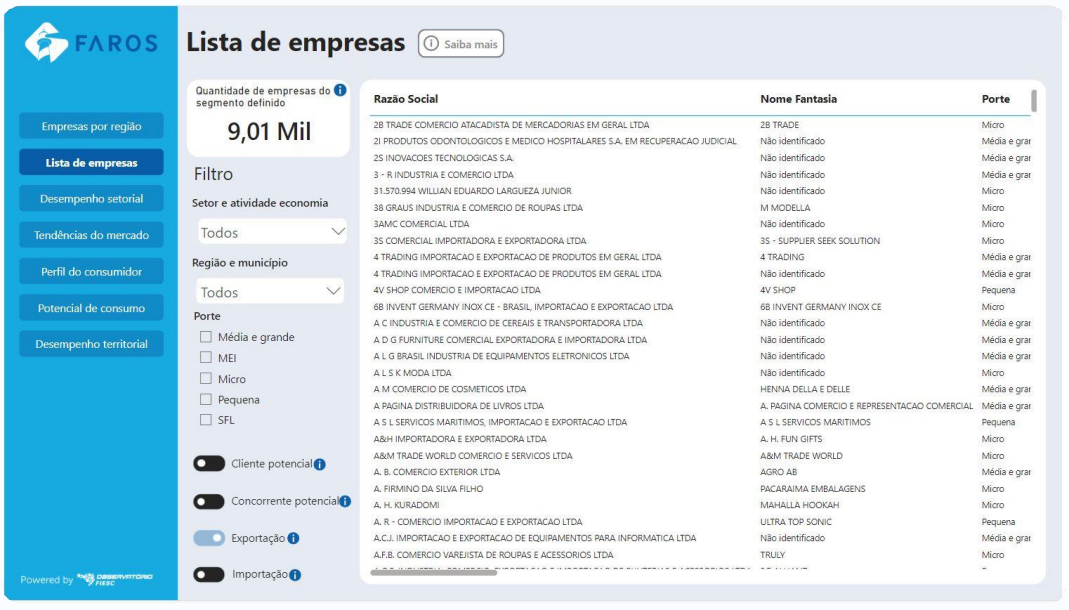 FAROS
Lista de empresas
Saiba mais
Empresas por região
Lista de empresas
Desempenho setorial
Tendências do mercado
Perfil do consumidor
Potencial de consumo
Desempenho territorial
Powered by OBSERVATÓRIO FIESC
Quantidade de empresas do segmento definido
9,01 Mil
Filtro
Setor e atividade economia
Todos
Região e município
Todos
Porte
Média e grande
MEI
Micro
Pequena
SFL
Cliente potencial
Concorrente potencial
Exportação
Importação
Razão Social Nome Fantasia Porte
2B TRADE COMERCIO ATACADISTA DE MERCADORIAS EM GERAL LTDA 2B TRADE Micro
2I PRODUTOS ODONTOLOGICOS E MEDICO HOSPITALARES S.A. EM RECUPERACAO JUDICIAL Não identificado Média e grar
2S INOVACOES TECNOLOGICAS S.A. Não identificado Média e grar
3 - R INDUSTRIA E COMERCIO LTDA Não identificado Média e grar
31.570.994 WILLIAN EDUARDO LARGUEZA JUNIOR Não identificado Micro
38 GRAUS INDUSTRIA E COMERCIO DE ROUPAS LTDA M MODELLA Micro
3AMC COMERCIAL LTDA Não identificado Micro
3S COMERCIAL IMPORTADORA E EXPORTADORA LTDA 3S - SUPPLIER SEEK SOLUTION Micro
4 TRADING IMPORTACAO E EXPORTACAO DE PRODUTOS EM GERAL LTDA 4 TRADING Média e grar
4 TRADING IMPORTACAO E EXPORTACAO DE PRODUTOS EM GERAL LTDA Não identificado Média e grar
4V SHOP COMERCIO E IMPORTACAO LTDA 4V SHOP Pequena
6B INVENT GERMANY INOX CE - BRASIL, IMPORTACAO E EXPORTACAO LTDA 6B INVENT GERMANY INOX CE Micro
A C INDUSTRIA E COMERCIO DE CEREAIS E TRANSPORTADORA LTDA Não identificado Média e grar
A D G FURNITURE COMERCIAL EXPORTADORA E IMPORTADORA LTDA Não identificado Média e grar
A L G BRASIL INDUSTRIA DE EQUIPAMENTOS ELETRONICOS LTDA Não identificado Média e grar
A L S K MODA LTDA Não identificado Micro
A M COMERCIO DE COSMETICOS LTDA HENNA DELLA E DELLE Média e grar
A PAGINA DISTRIBUIDORA DE LIVROS LTDA A. PAGINA COMERCIO E REPRESENTACAO COMERCIAL Média e grar
A S L SERVICOS MARITIMOS, IMPORTACAO E EXPORTACAO LTDA A S L SERVICOS MARITIMOS Pequena
A&H IMPORTADORA E EXPORTADORA LTDA A. H. FUN GIFTS Micro
A&M TRADE WORLD COMERCIO E SERVICOS LTDA A&M TRADE WORLD Micro
A. B. COMERCIO EXTERIOR LTDA AGRO AB Média e grar
A. FIRMINO DA SILVA FILHO PACARAIMA EMBALAGENS Micro
A. H. KURADOMI MAHALLA HOOKAH Micro
A. R - COMERCIO IMPORTACAO E EXPORTACAO LTDA ULTRA TOP SONIC Pequena
A.C.J. IMPORTACAO E EXPORTACAO DE EQUIPAMENTOS PARA INFORMATICA LTDA Não identificado Média e grar
A.F.B. COMERCIO VAREJISTA DE ROUPAS E ACESSORIOS LTDA TRULY Micro